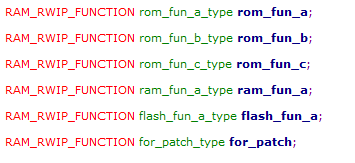 RAM_RWIP_FUNCTION rom_fun_a_type rom_fun_a;
RAM_RWIP_FUNCTION rom_fun_b_type rom_fun_b;
RAM_RWIP_FUNCTION rom_fun_c_type rom_fun_c;
RAM_RWIP_FUNCTION ram_fun_a_type ram_fun_a;
RAM_RWIP_FUNCTION flash_fun_a_type flash_fun_a;
RAM_RWIP_FUNCTION for_patch_type for_patch;